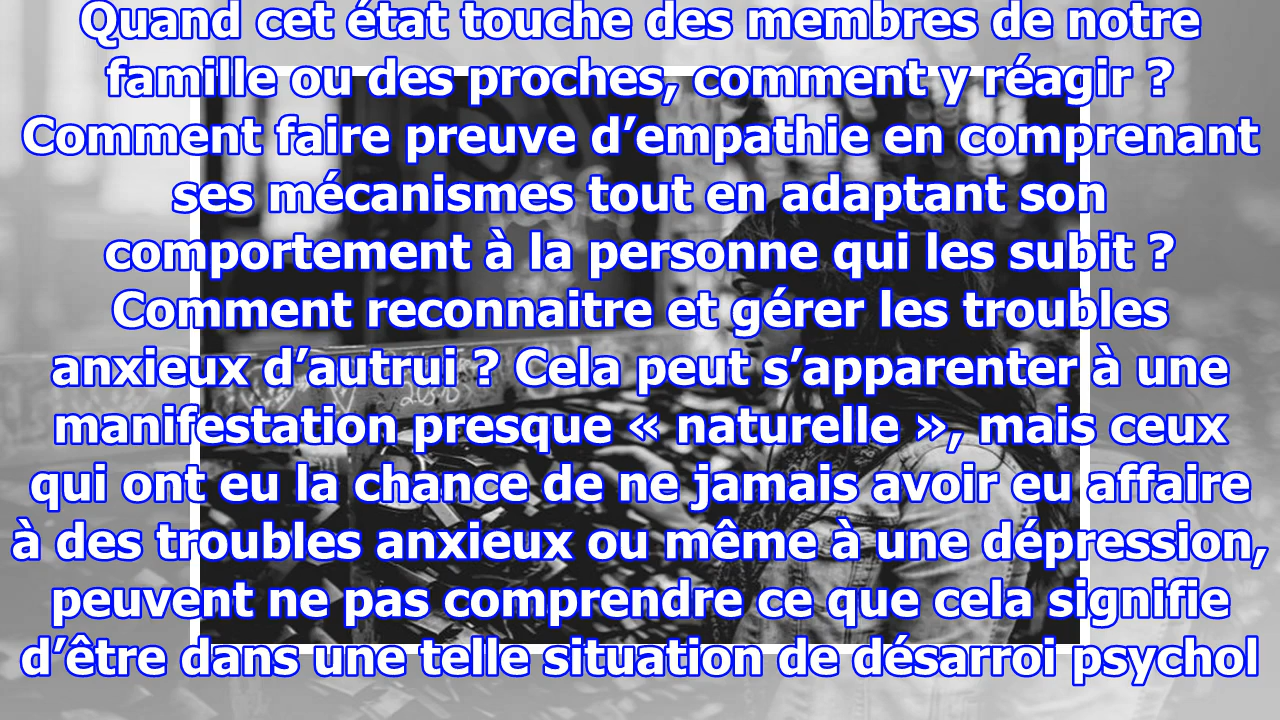 Quand cet état touche des membres de notre
famille ou des proches, comment y réagir ?
Comment faire preuve d’empathie en comprenant
ses mécanismes tout en adaptant son
comportement à la personne qui les subit ?
Comment reconnaitre et gérer les troubles
anxieux d’autrui ? Cela peut s’apparenter à une
manifestation presque « naturelle », mais ceux
qui ont eu la chance de ne jamais avoir eu affaire
à des troubles anxieux ou même à une dépression,
peuvent ne pas comprendre ce que cela signifie
d’être dans une telle situation de désarroi psychol